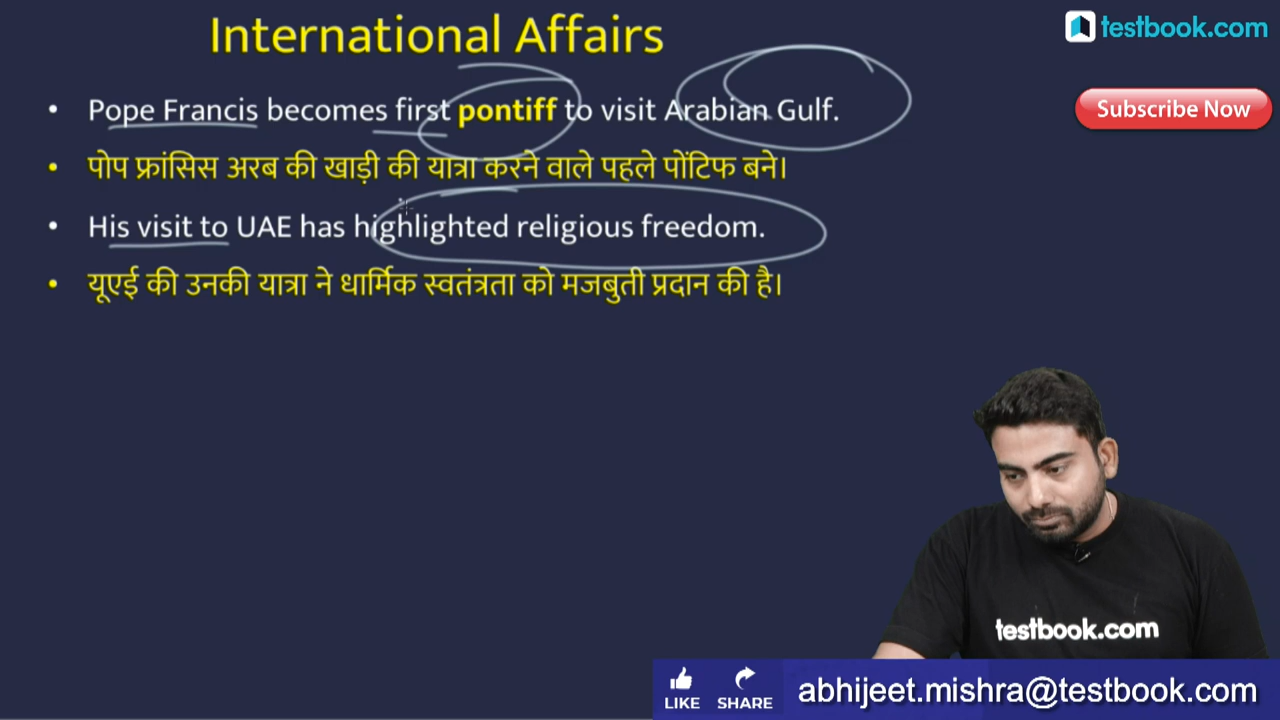 International Affairs
testbook.com
Subscribe Now
• Pope Francis becomes first pontiff to visit Arabian Gulf.
• पोप फ्रांसिस अरब की खाड़ी की यात्रा करने वाले पहले पोंटिफ बने।
• His visit to UAE has highlighted religious freedom.
• यूएई की उनकी यात्रा ने धार्मिक स्वतंत्रता को मजबुती प्रदान की है।
testbook.com
LIKE SHARE abhijeet.mishra@testbook.com